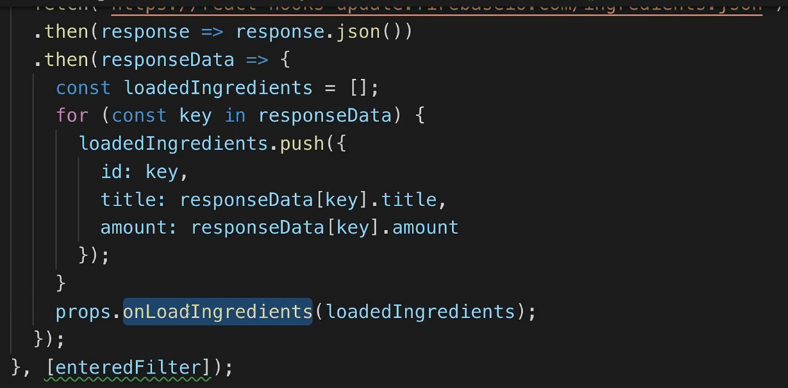 .then(response => response.json())
.then(responseData => {
const loadedIngredients = [];
for (const key in responseData) {
loadedIngredients.push({
id: key,
title: responseData[key].title,
amount: responseData[key].amount
});
}
props.onLoadIngredients(loadedIngredients);
});
}, [enteredFilter]);